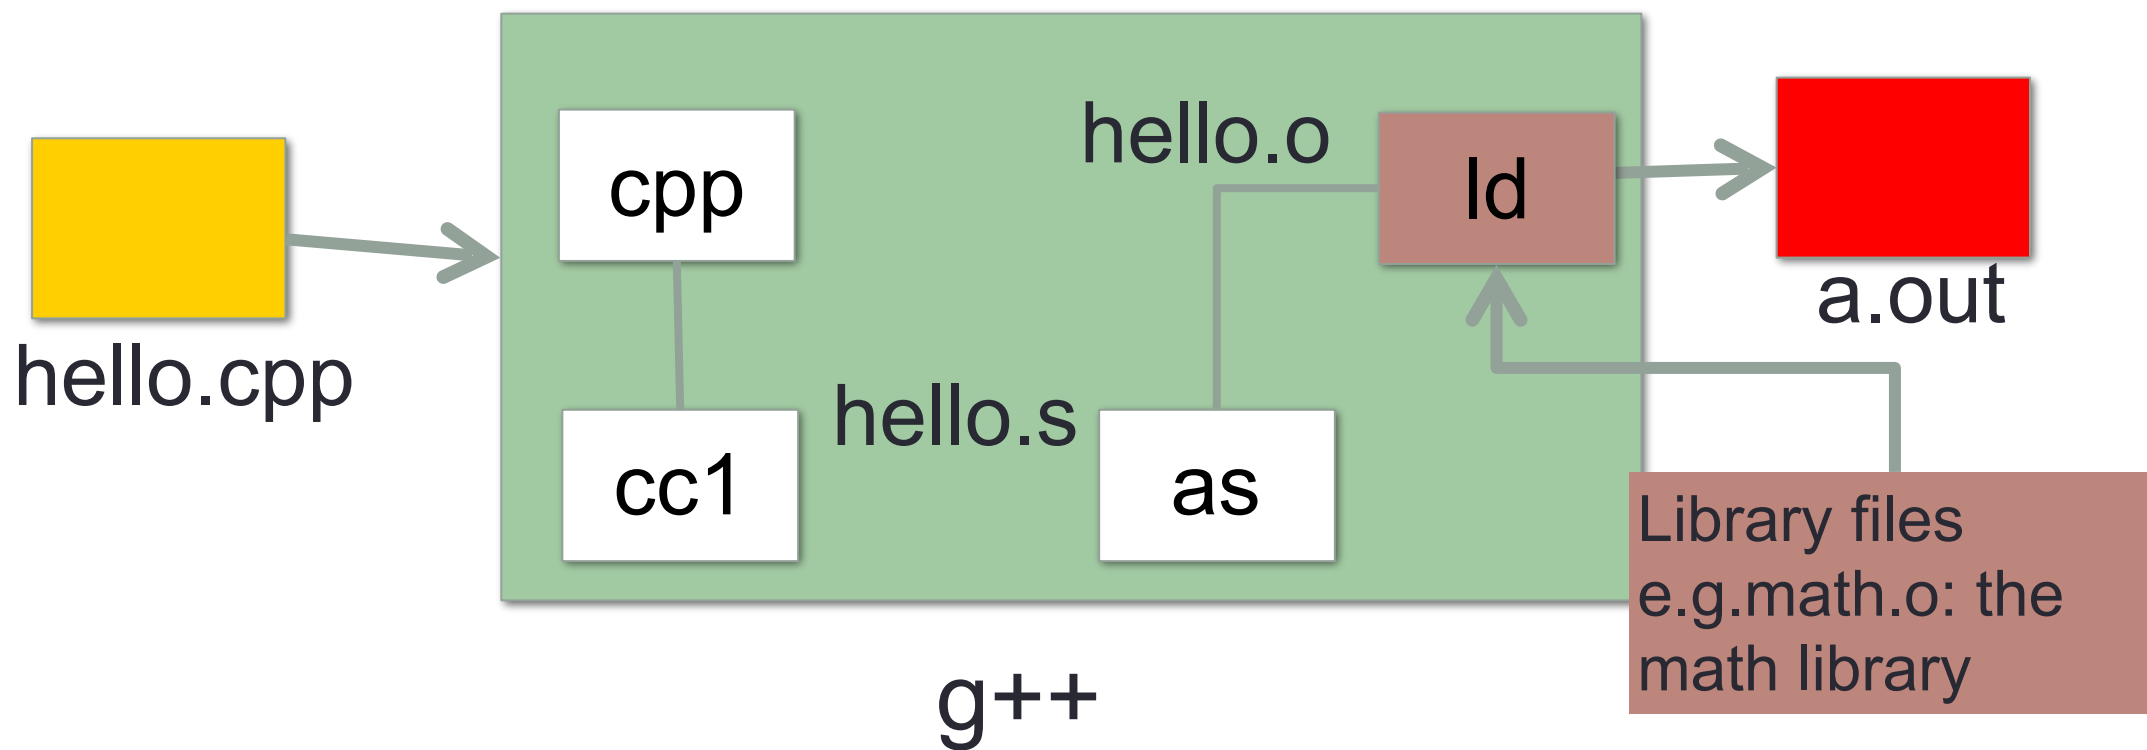 hello.cpp
cpp
cc1
hello.s
as
hello.o
ld
a.out
Library files
e.g.math.o: the
math library
g++